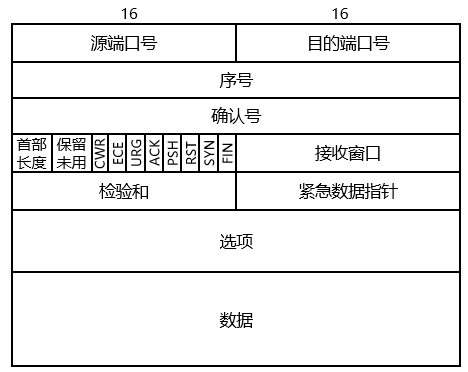 16 16
源端口号 目的端口号
序号
确认号
首部长度 保留未用 CWR ECE URG ACK PSH RST SYN FIN 接收窗口
检验和 紧急数据指针
选项
数据